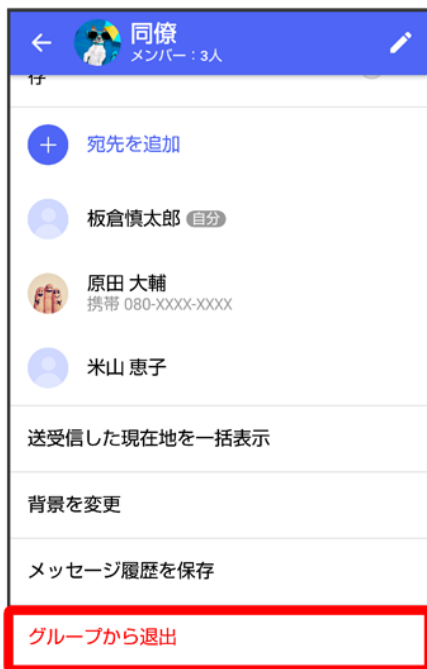 同僚
メンバー：3人
存
宛先を追加
板倉慎太郎 自分
原田 大輔
携帯 080-XXXX-XXXX
米山 恵子
送受信した現在地を一括表示
背景を変更
メッセージ履歴を保存
グループから退出